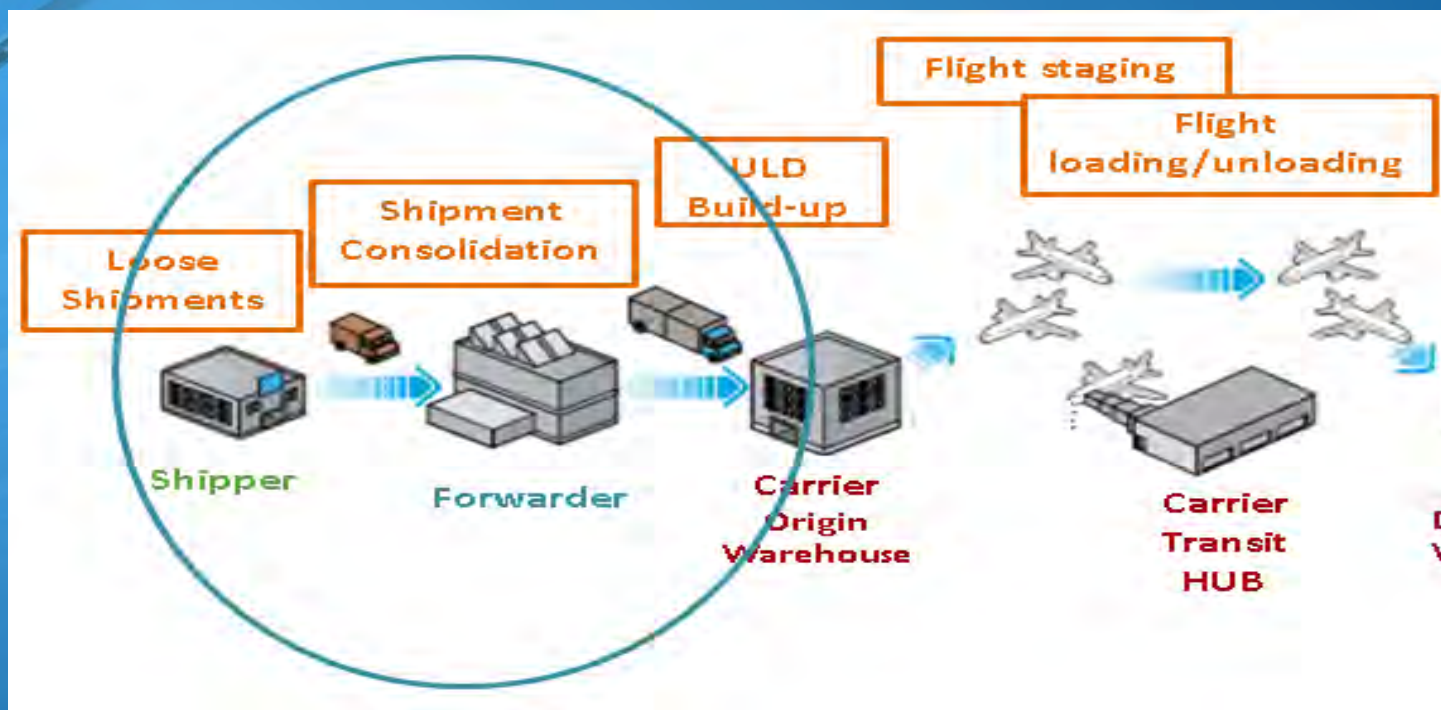 Flight staging
Flight
loading/unloading
ULD
Build-up
Shipment
Consolidation
Loose
Shipments
Shipper
Forwarder
Carrier
Origin
Warehouse
Carrier
Transit
HUB